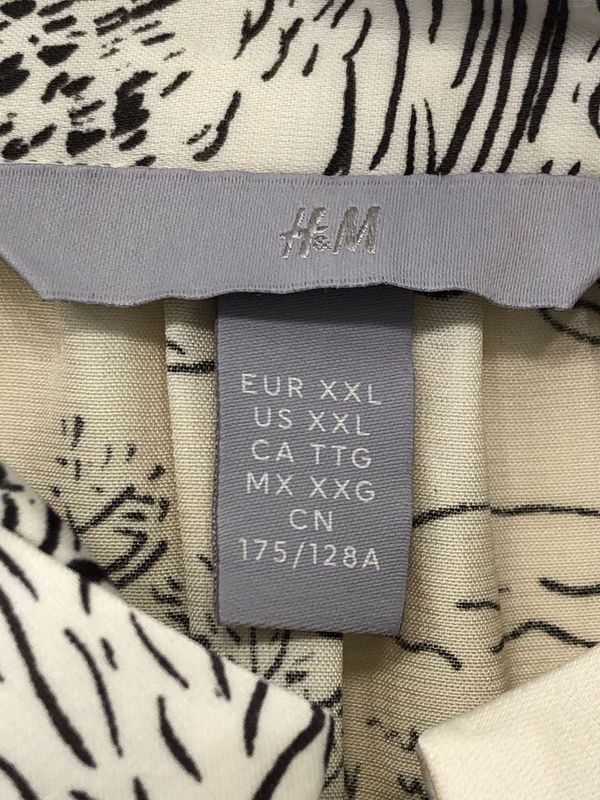 H&M
EUR XXL
US XXL
CA TTG
MX XXG
CN
175/128A